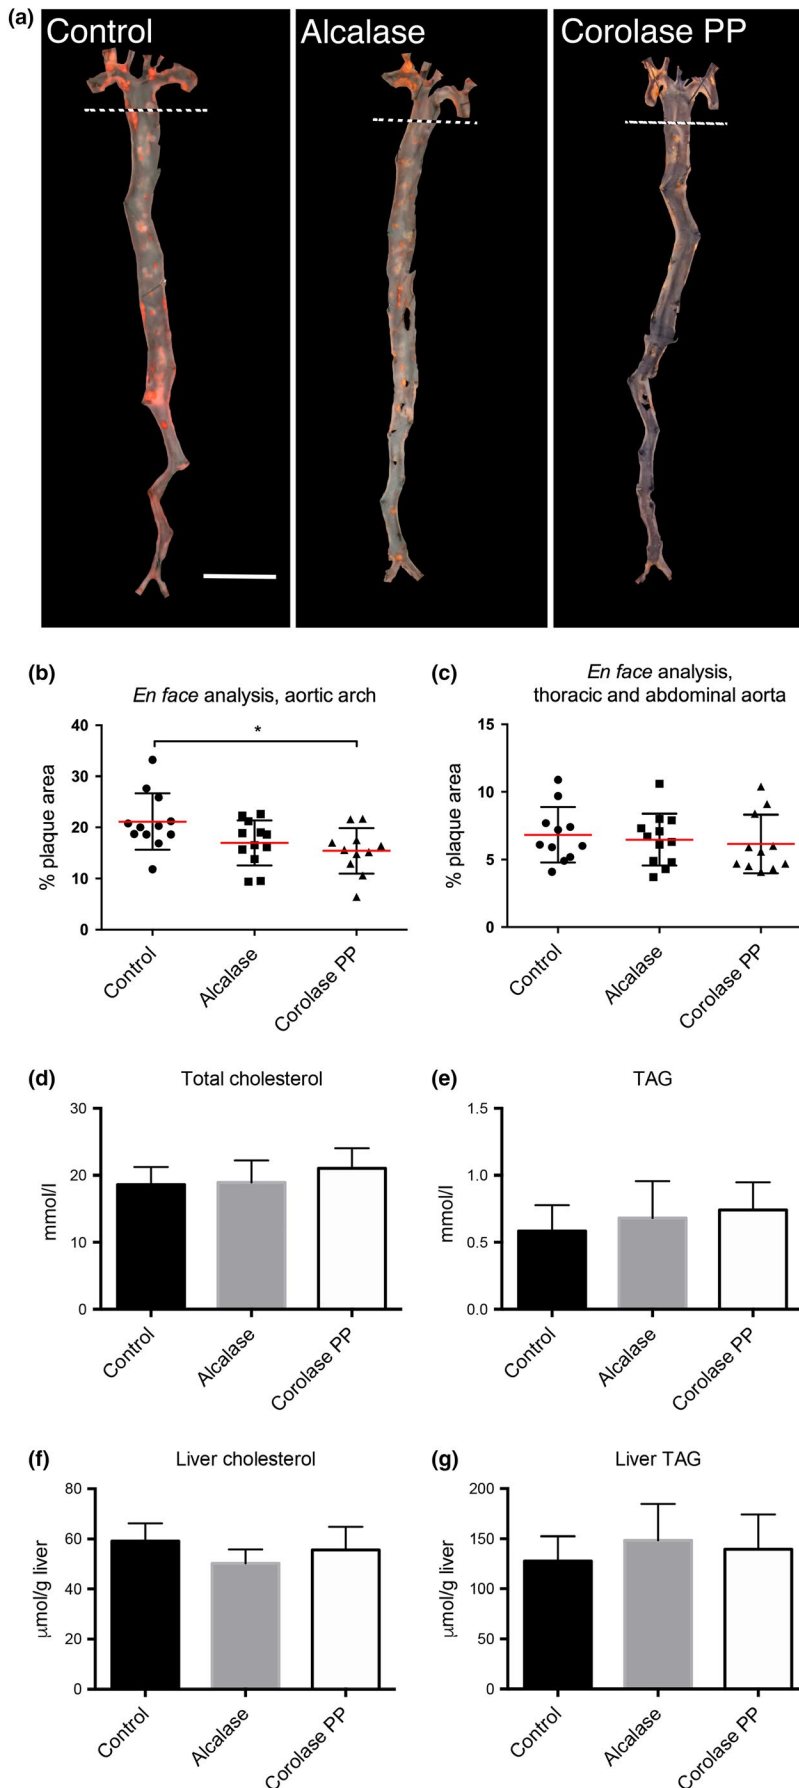 (a)
Control
Alcalase
Corolase PP
(b)
En face analysis, aortic arch
% plaque area
40
30
20
10
0
*
Control
Alcalase
Corolase PP
(c)
En face analysis,
thoracic and abdominal aorta
% plaque area
15
10
5
0
Control
Alcalase
Corolase PP
(d)
Total cholesterol
mmol/l
30
20
10
0
Control
Alcalase
Corolase PP
(e)
TAG
mmol/l
1.5
1.0
0.5
0.0
Control
Alcalase
Corolase PP
(f)
Liver cholesterol
μmol/g liver
80
60
40
20
0
Control
Alcalase
Corolase PP
(g)
Liver TAG
μmol/g liver
200
150
100
50
0
Control
Alcalase
Corolase PP